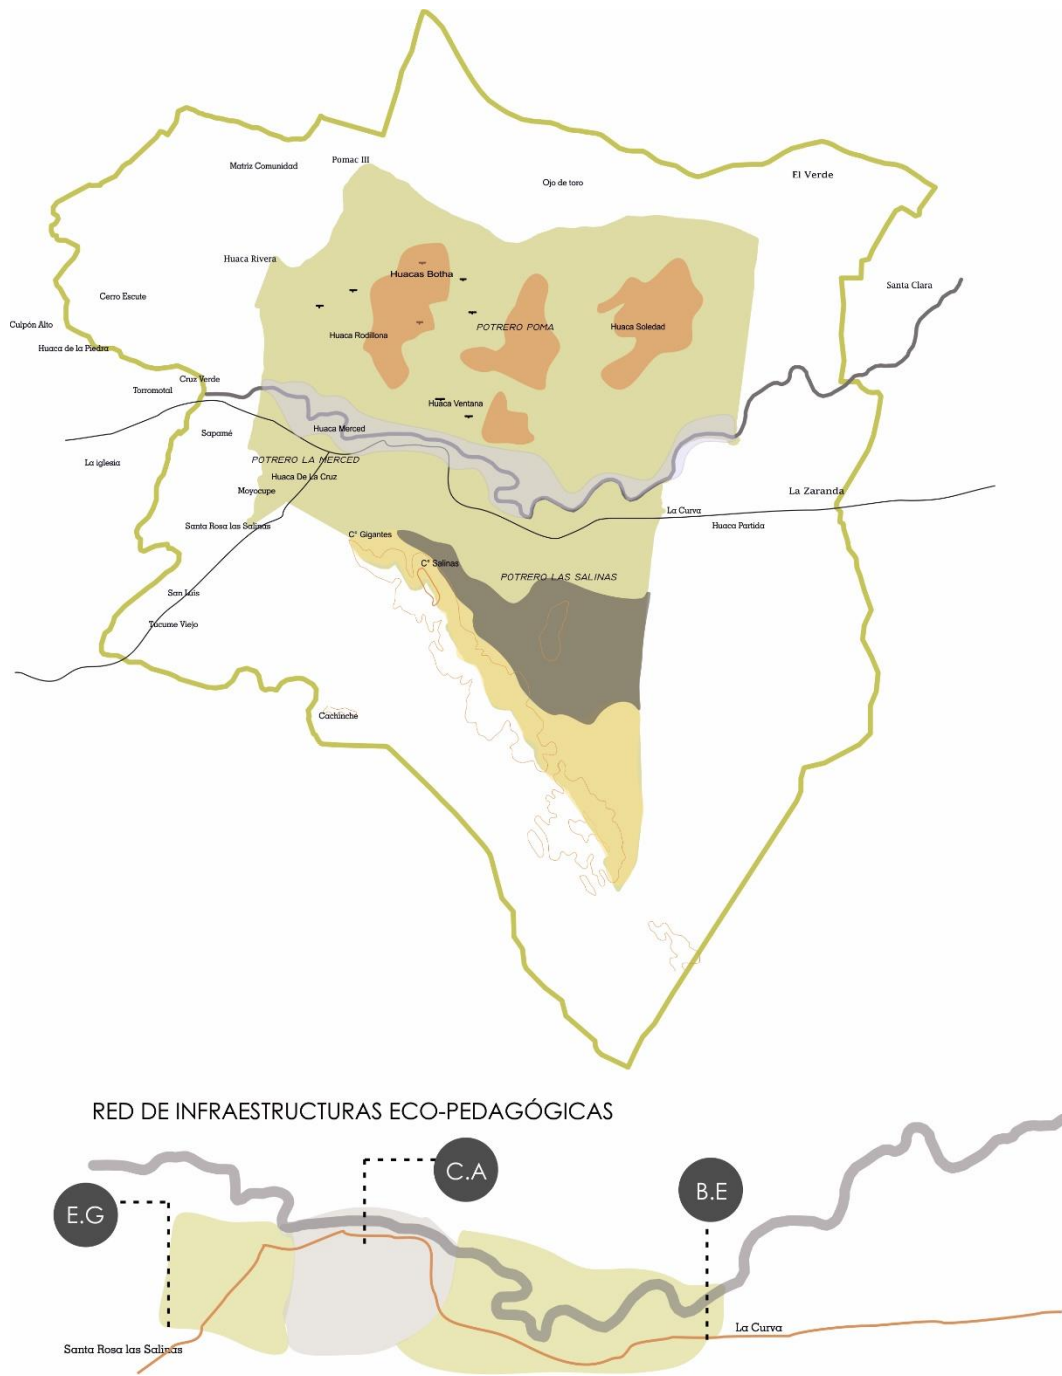 Matriz Comunidad
Pomac III
Ojo de toro
El Verde
Huaca Rivera
Huacas Botha
Santa Clara
Cerro Escute
Culpón Alto
Huaca Rodillona
POTRERO POMA
Huaca Soledad
Huaca de la Piedra
Cruz Verde
Torromotal
Huaca Ventana
Sapamé
Huaca Merced
La iglesia
POTRERO LA MERCED
Huaca De La Cruz
Moyocupe
La Zaranda
La Curva
Santa Rosa las Salinas
Huaca Partida
C° Gigantes
C° Salinas
POTRERO LAS SALINAS
San Luis
Túcume Viejo
Cachinche
RED DE INFRAESTRUCTURAS ECO-PEDAGÓGICAS
C.A
B.E
E.G
La Curva
Santa Rosa las Salinas